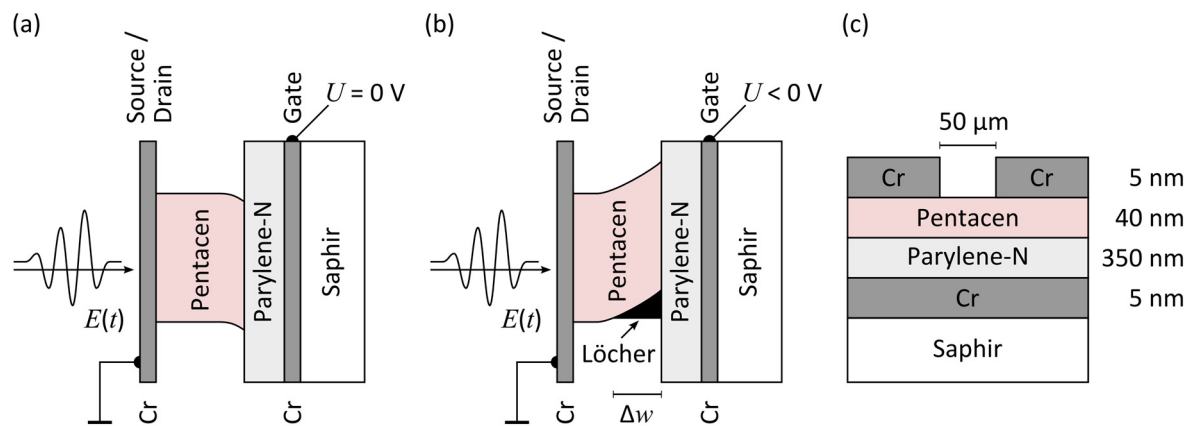 (a)
Source /
Drain
Gate
U = 0 V
Pentacen
Parylene-N
Saphir
E(t)
Cr
Cr
(b)
Source /
Drain
Gate
U < 0 V
Pentacen
Parylene-N
Saphir
E(t)
Löcher
Cr
Δw
Cr
(c)
50 µm
Cr
Cr
5 nm
Pentacen
40 nm
Parylene-N
350 nm
Cr
5 nm
Saphir